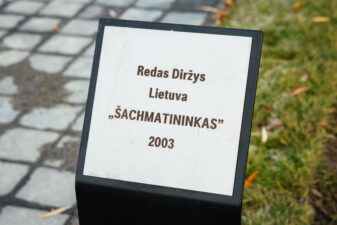 Redas Diržys
Lietuva
„ŠACHMATININKAS”
2003